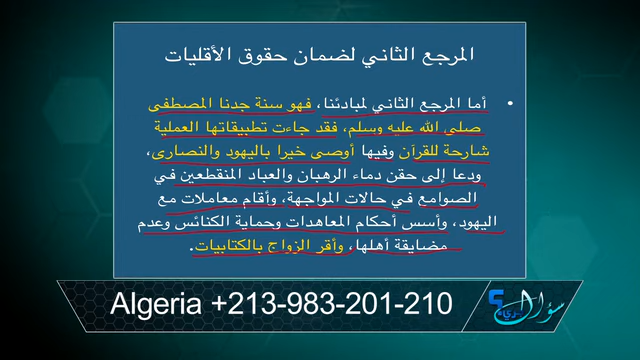 المرجع الثاني لضمان حقوق الأقليات
• أما المرجع الثاني لمبادئنا، فهو سنة جدنا المصطفى
صلى الله عليه وسلم، فقد جاءت تطبيقاتها العملية
شارحة للقرآن وفيها أوصى خيرا باليهود والنصارى،
ودعا إلى حقن دماء الرهبان والعباد المنقطعين في
الصوامع في حالات المواجهة، وأقام معاملات مع
اليهود، وأسس أحكام المعاهدات وحماية الكنائس وعدم
مضايقة أهلها، وأقر الزواج بالكتابيات.
Algeria +213-983-201-210
سؤال جريء